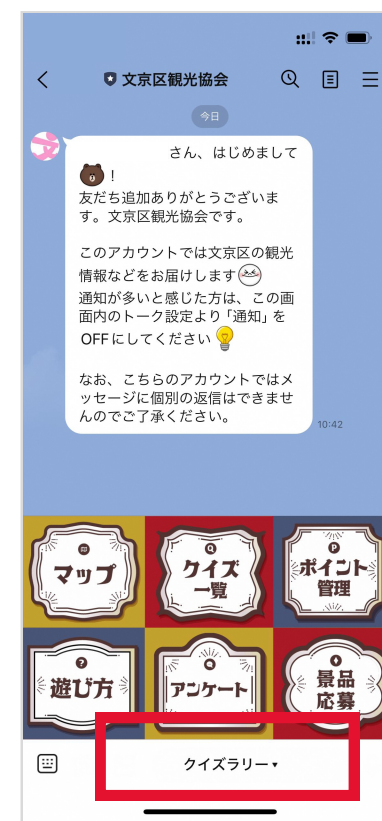 文京区観光協会
今日
さん、はじめまして
！
友だち追加ありがとうございま
す。文京区観光協会です。
このアカウントでは文京区の観光
情報などをお届けします
通知が多いと感じた方は、この画
面内のトーク設定より「通知」を
OFFにしてください
なお、こちらのアカウントではメ
ッセージに個別の返信はできませ
んのでご了承ください。
10:42
マップ
クイズ
一覧
P
ポイント
管理
?
遊び方
アンケート
景品
応募
クイズラリー▾